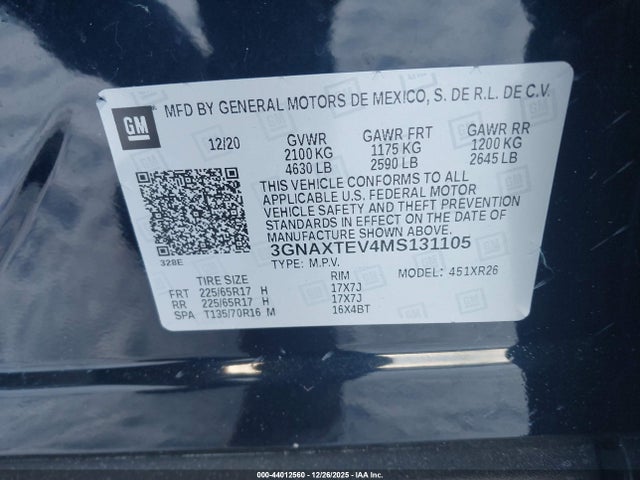 GM
MFD BY GENERAL MOTORS DE MEXICO, S. DE R.L. DE C.V.
12/20 GVWR GAWR FRT GAWR RR
2100 KG 1175 KG 1200 KG
4630 LB 2590 LB 2645 LB
THIS VEHICLE CONFORMS TO ALL
APPLICABLE U.S. FEDERAL MOTOR
VEHICLE SAFETY AND THEFT PREVENTION
STANDARDS IN EFFECT ON THE DATE OF
MANUFACTURE SHOWN ABOVE.
3GNAXTEV4MS131105
328E
TYPE: M.P.V. MODEL: 451XR26
TIRE SIZE RIM
FRT 225/65R17 H 17X7J
RR 225/65R17 H 17X7J
SPA T135/70R16 M 16X4BT
000-44012560 - 12/26/2025 - IAA Inc.